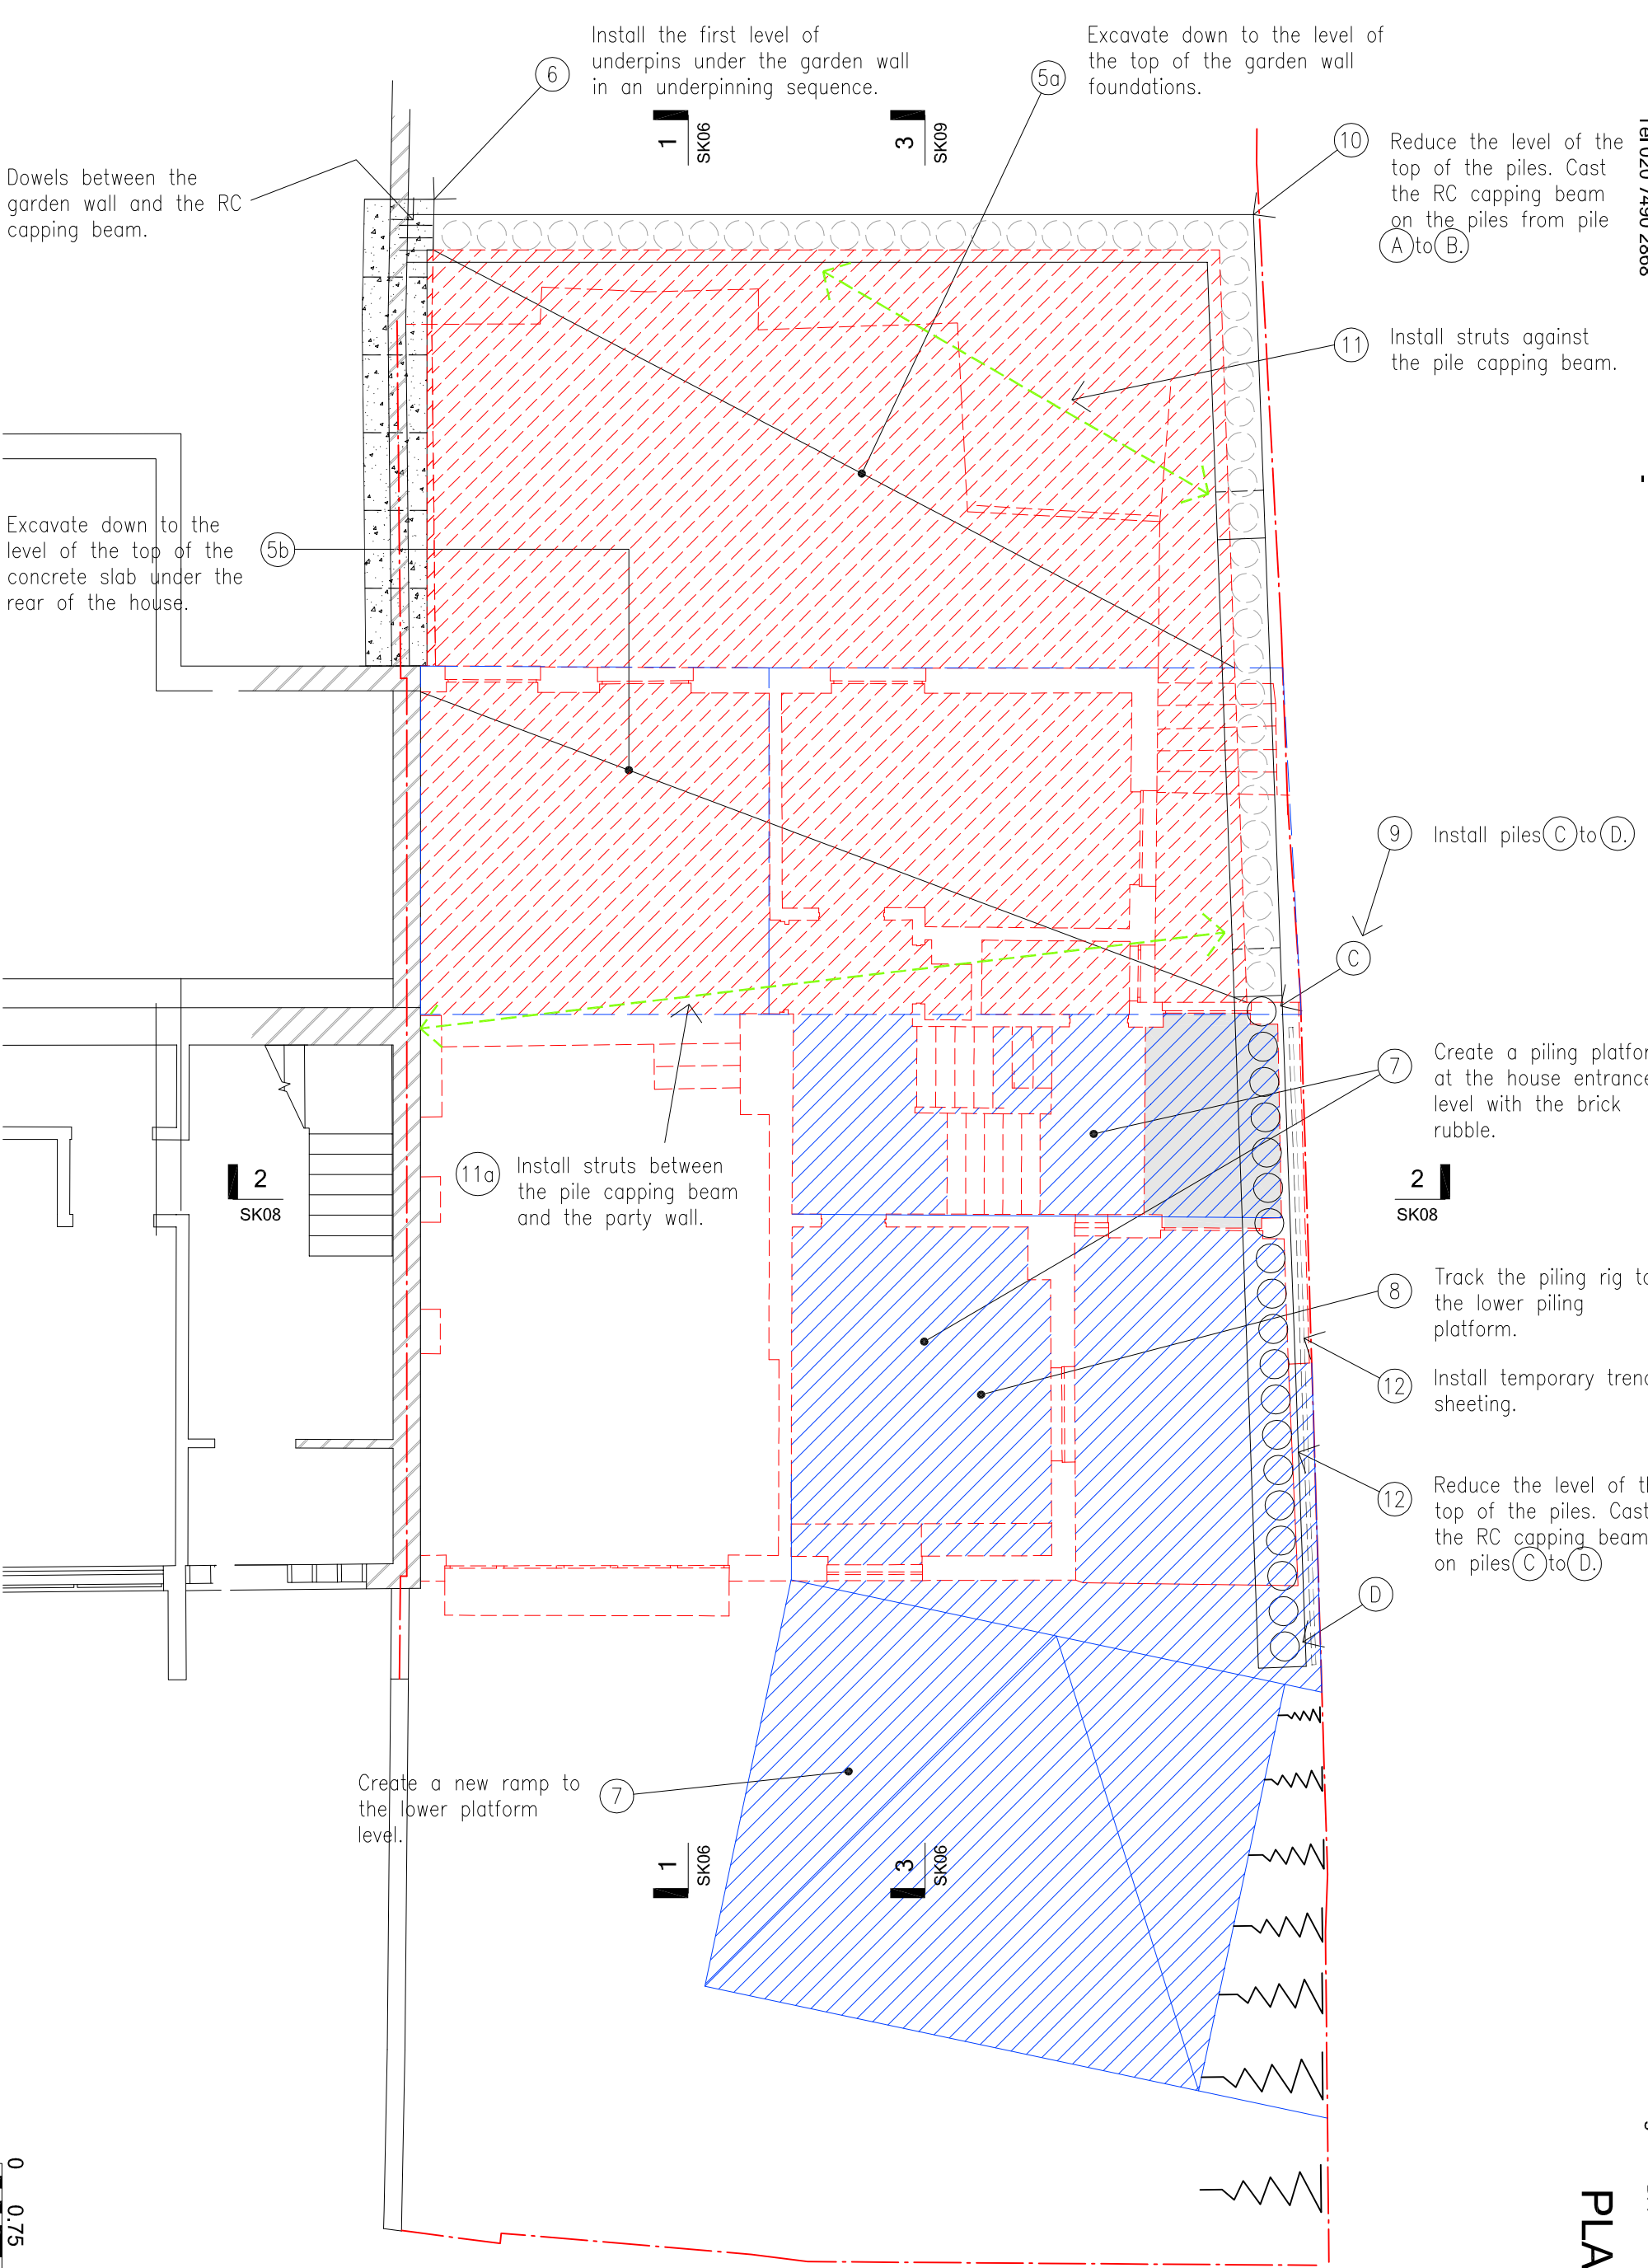 Install the first level of
underpins under the garden wall
in an underpinning sequence.
6
Excavate down to the level of
the top of the garden wall
foundations.
5a
1
SK06
3
SK09
10
Reduce the level of the
top of the piles. Cast
the RC capping beam
on the piles from pile
A to B.
Tel 020 7490 2868
Dowels between the
garden wall and the RC
capping beam.
11
Install struts against
the pile capping beam.
-
Excavate down to the
level of the top of the
concrete slab under the
rear of the house.
5b
9
Install piles C to D.
C
7
Create a piling platfor
at the house entrance
level with the brick
rubble.
2
SK08
11a
Install struts between
the pile capping beam
and the party wall.
2
SK08
8
Track the piling rig to
the lower piling
platform.
12
Install temporary trenc
sheeting.
12
Reduce the level of th
top of the piles. Cast
the RC capping beam
on piles C to D.
D
Create a new ramp to
the lower platform
level.
7
1
SK06
3
SK06
0 0.75
PLA